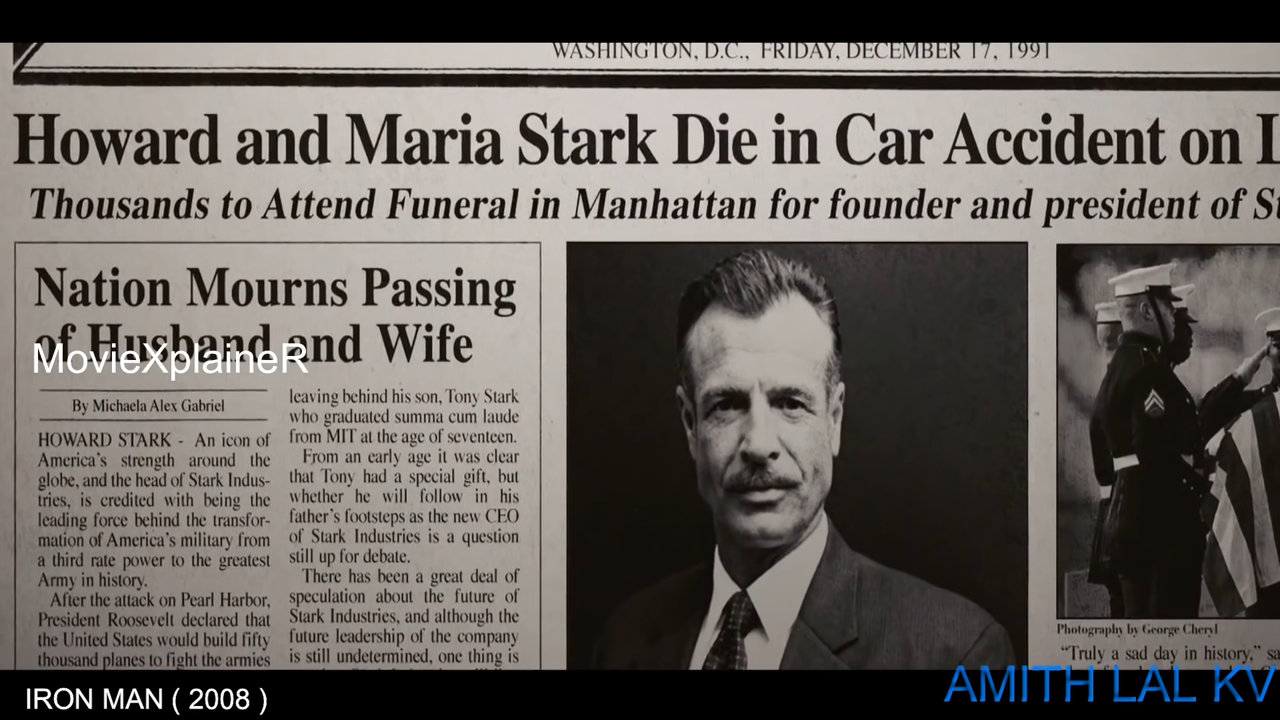 WASHINGTON, D.C., FRIDAY, DECEMBER 17, 1991
Howard and Maria Stark Die in Car Accident on L
Thousands to Attend Funeral in Manhattan for founder and president of St
Nation Mourns Passing
of Husband and Wife
MovieXplaineR
By Michaela Alex Gabriel
HOWARD STARK - An icon of
America's strength around the
globe, and the head of Stark Indus-
tries, is credited with being the
leading force behind the transfor-
mation of America's military from
a third rate power to the greatest
Army in history.
After the attack on Pearl Harbor,
President Roosevelt declared that
the United States would build fifty
thousand planes to fight the armies
leaving behind his son, Tony Stark
who graduated summa cum laude
from MIT at the age of seventeen.
From an early age it was clear
that Tony had a special gift, but
whether he will follow in his
father's footsteps as the new CEO
of Stark Industries is a question
still up for debate.
There has been a great deal of
speculation about the future of
Stark Industries, and although the
future leadership of the company
is still undetermined, one thing is
Photography by George Cheryl
"Truly a sad day in history," sa
IRON MAN ( 2008 )
AMITH LAL KV